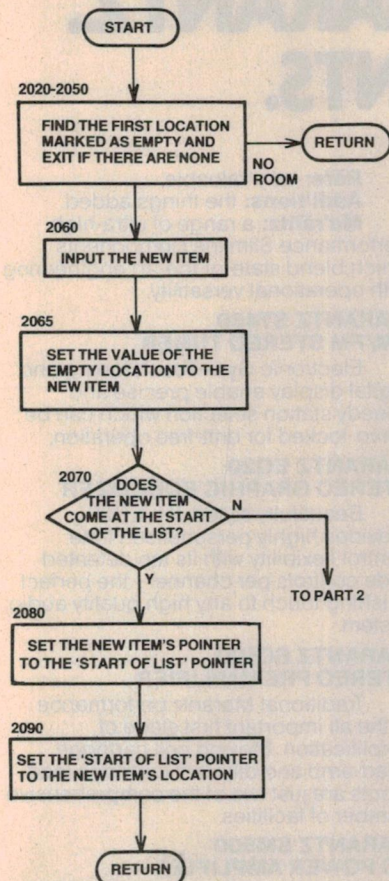 START
2020-2050
FIND THE FIRST LOCATION
MARKED AS EMPTY AND
EXIT IF THERE ARE NONE
RETURN
NO
ROOM
2060
INPUT THE NEW ITEM
2065
SET THE VALUE OF THE
EMPTY LOCATION TO THE
NEW ITEM
2070
DOES
THE NEW ITEM
COME AT THE START
OF THE LIST?
N
TO PART 2
Y
2080
SET THE NEW ITEM'S POINTER
TO THE 'START OF LIST' POINTER
2090
SET THE 'START OF LIST' POINTER
TO THE NEW ITEM'S LOCATION
RETURN